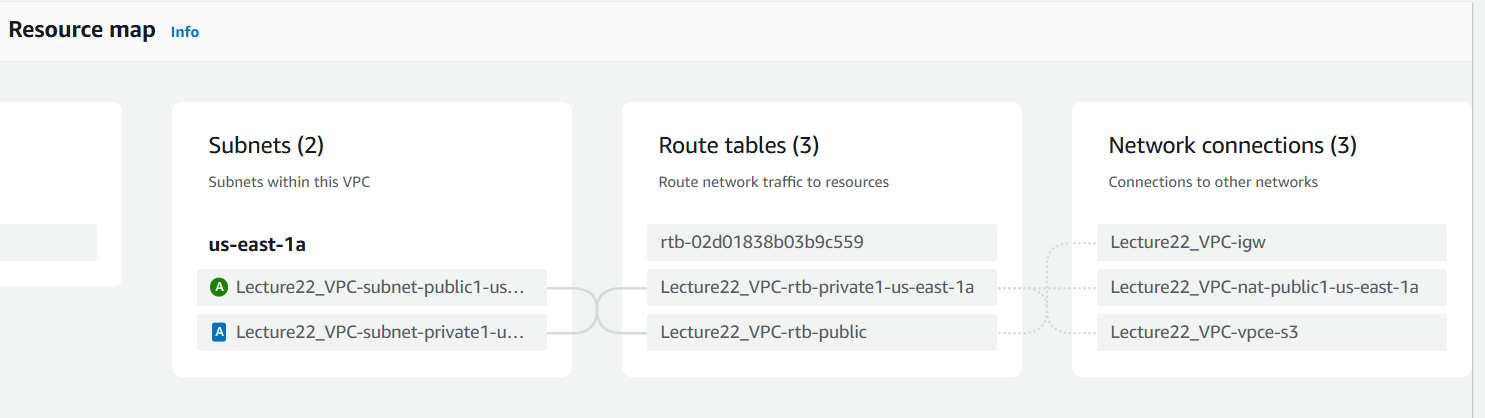 Resource map Info
Subnets (2)
Subnets within this VPC
us-east-1a
A Lecture22_VPC-subnet-public1-us...
A Lecture22_VPC-subnet-private1-u...
Route tables (3)
Route network traffic to resources
rtb-02d01838b03b9c559
Lecture22_VPC-rtb-private1-us-east-1a
Lecture22_VPC-rtb-public
Network connections (3)
Connections to other networks
Lecture22_VPC-igw
Lecture22_VPC-nat-public1-us-east-1a
Lecture22_VPC-vpce-s3